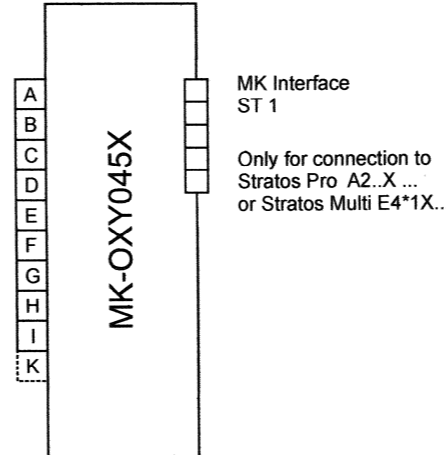 A
B
C
D
E
F
G
H
I
K
MK-OXY045X
MK Interface
ST 1
Only for connection to
Stratos Pro A2..X ...
or Stratos Multi E4*1X..